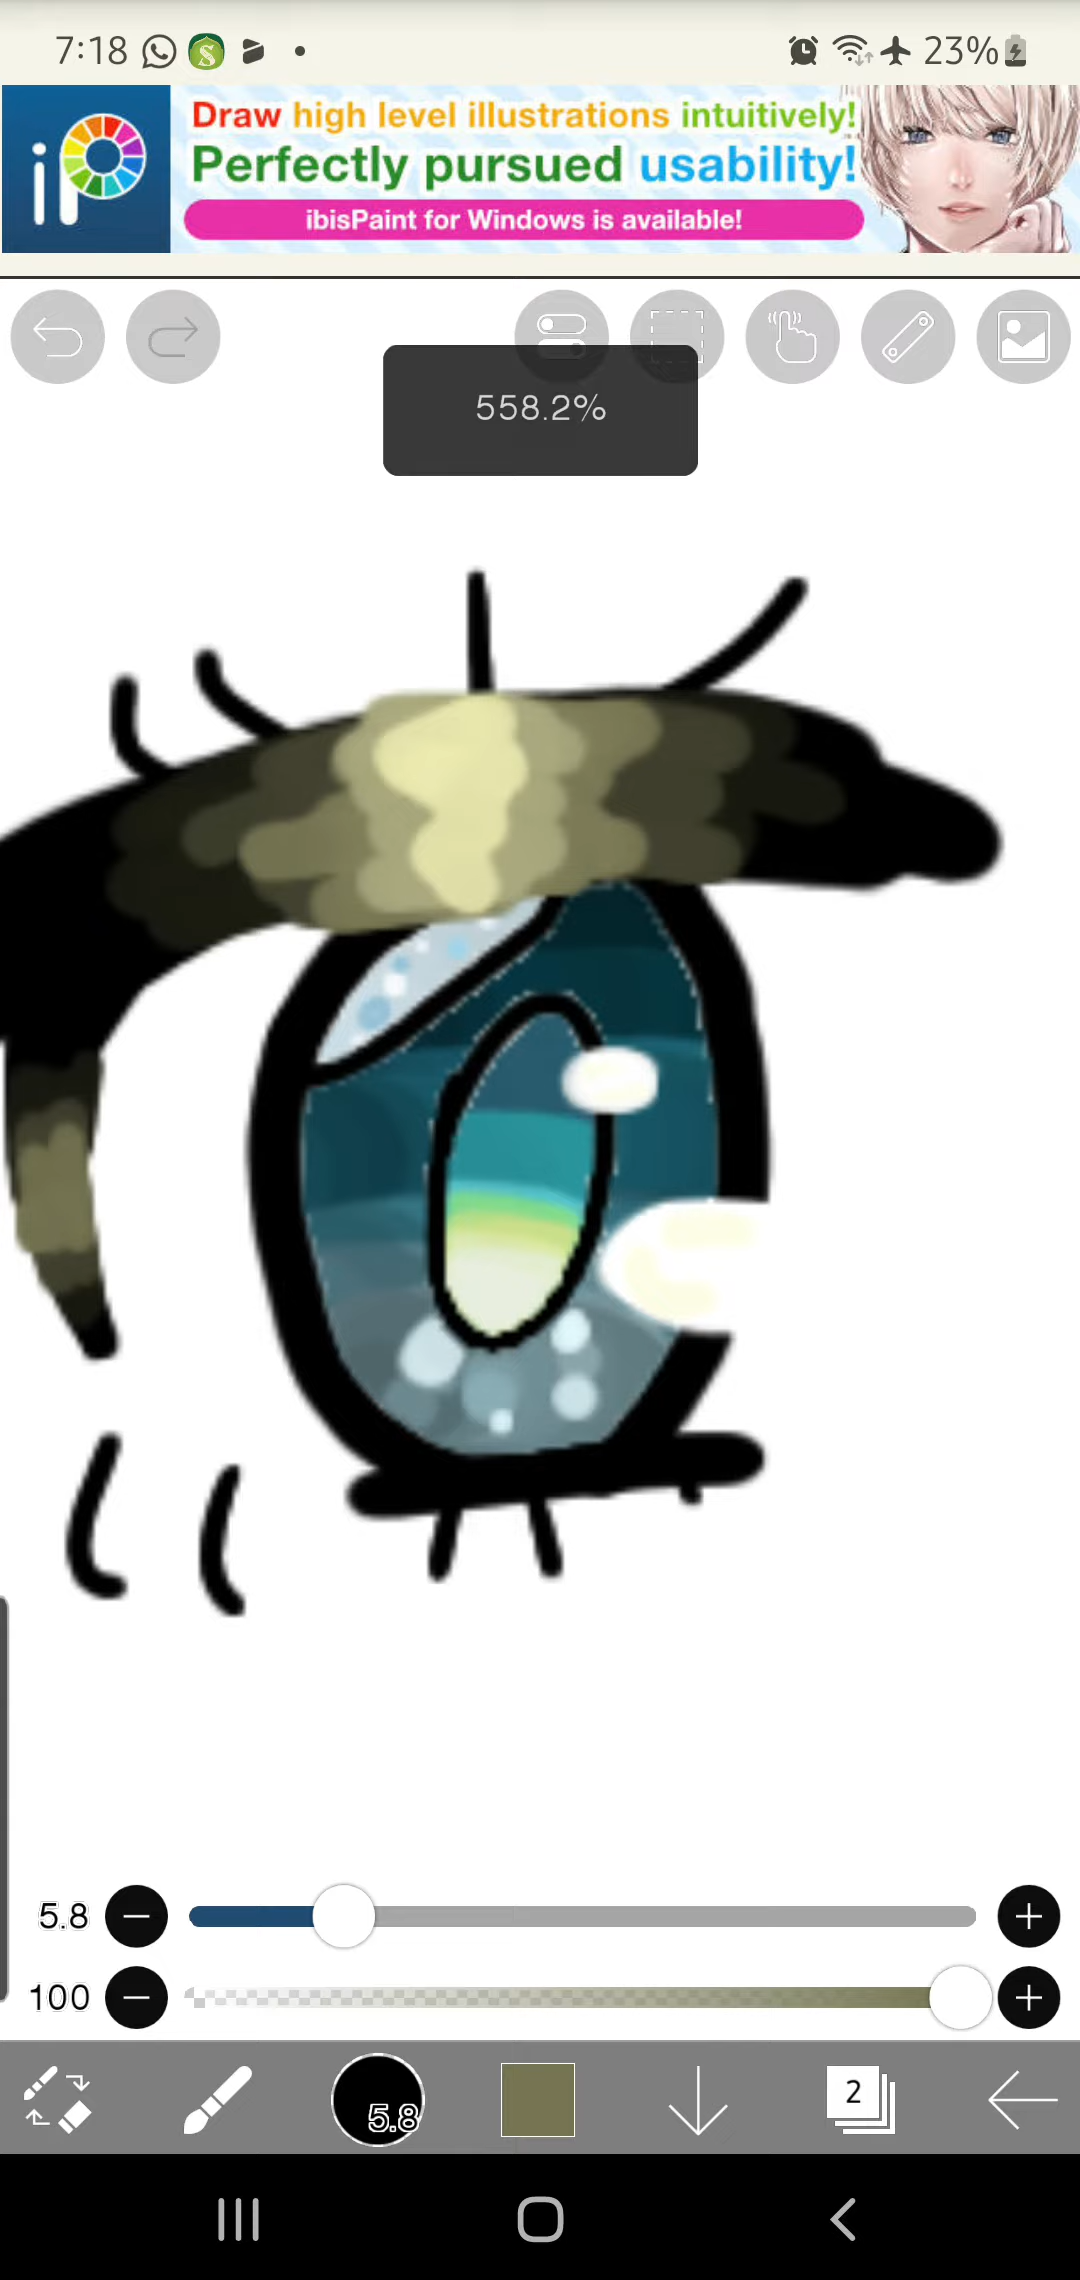 7:18
23%
iP
Draw high level illustrations intuitively!
Perfectly pursued usability!
ibisPaint for Windows is available!
558.2%
5.8
100
5.8
2